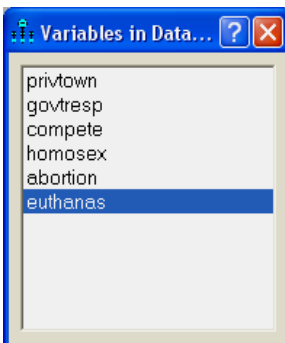 Variables in Data...
privtown
govtresp
compete
homosex
abortion
euthanas